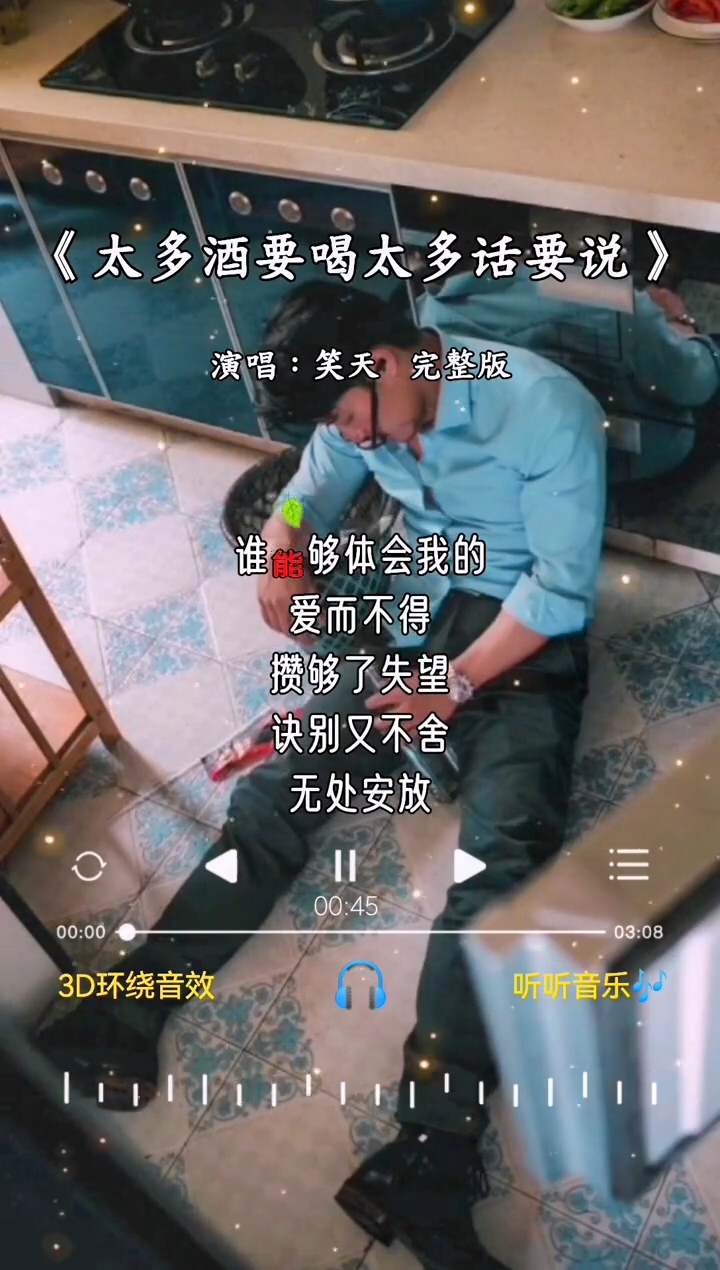 《太多酒要喝太多话要说》
演唱：笑天 完整版
谁能够体会我的
爱而不得
攒够了失望
诀别又不舍
无处安放
00:45
00:00 03:08
3D环绕音效 听听音乐